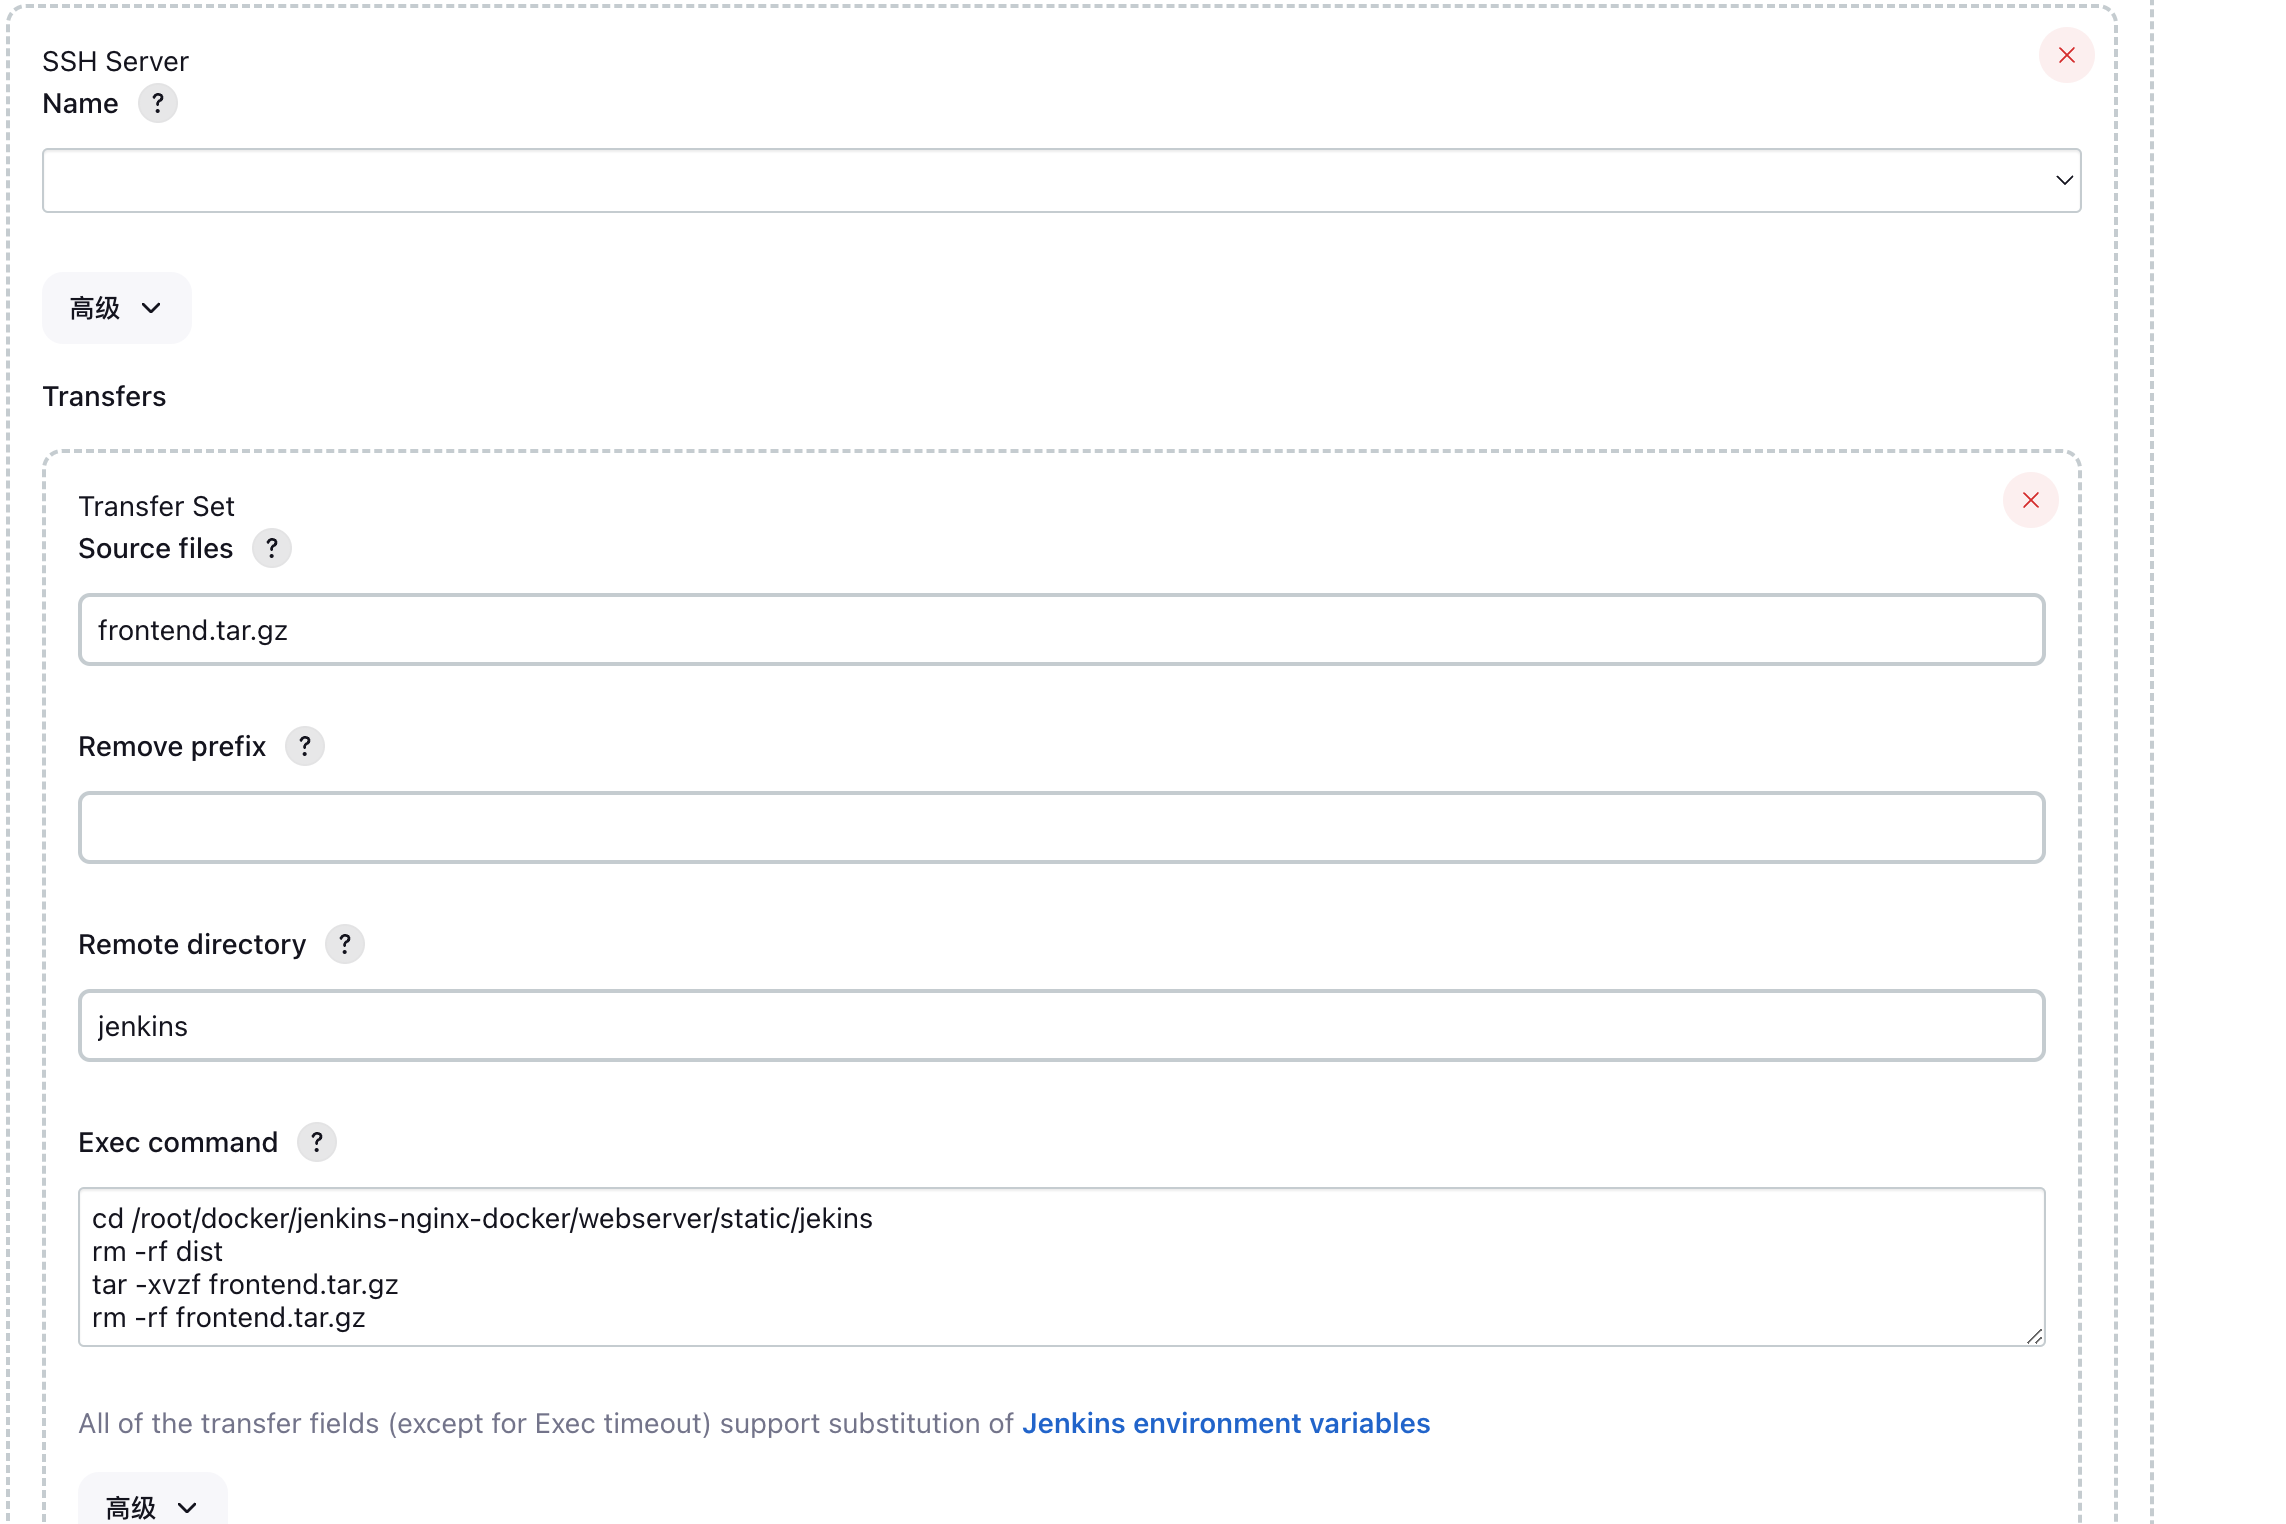 SSH Server
Name ?
高级
Transfers
Transfer Set
Source files ?
frontend.tar.gz
Remove prefix ?
Remote directory ?
jenkins
Exec command ?
cd /root/docker/jenkins-nginx-docker/webserver/static/jekins
rm -rf dist
tar -xvzf frontend.tar.gz
rm -rf frontend.tar.gz
All of the transfer fields (except for Exec timeout) support substitution of Jenkins environment variables
高级